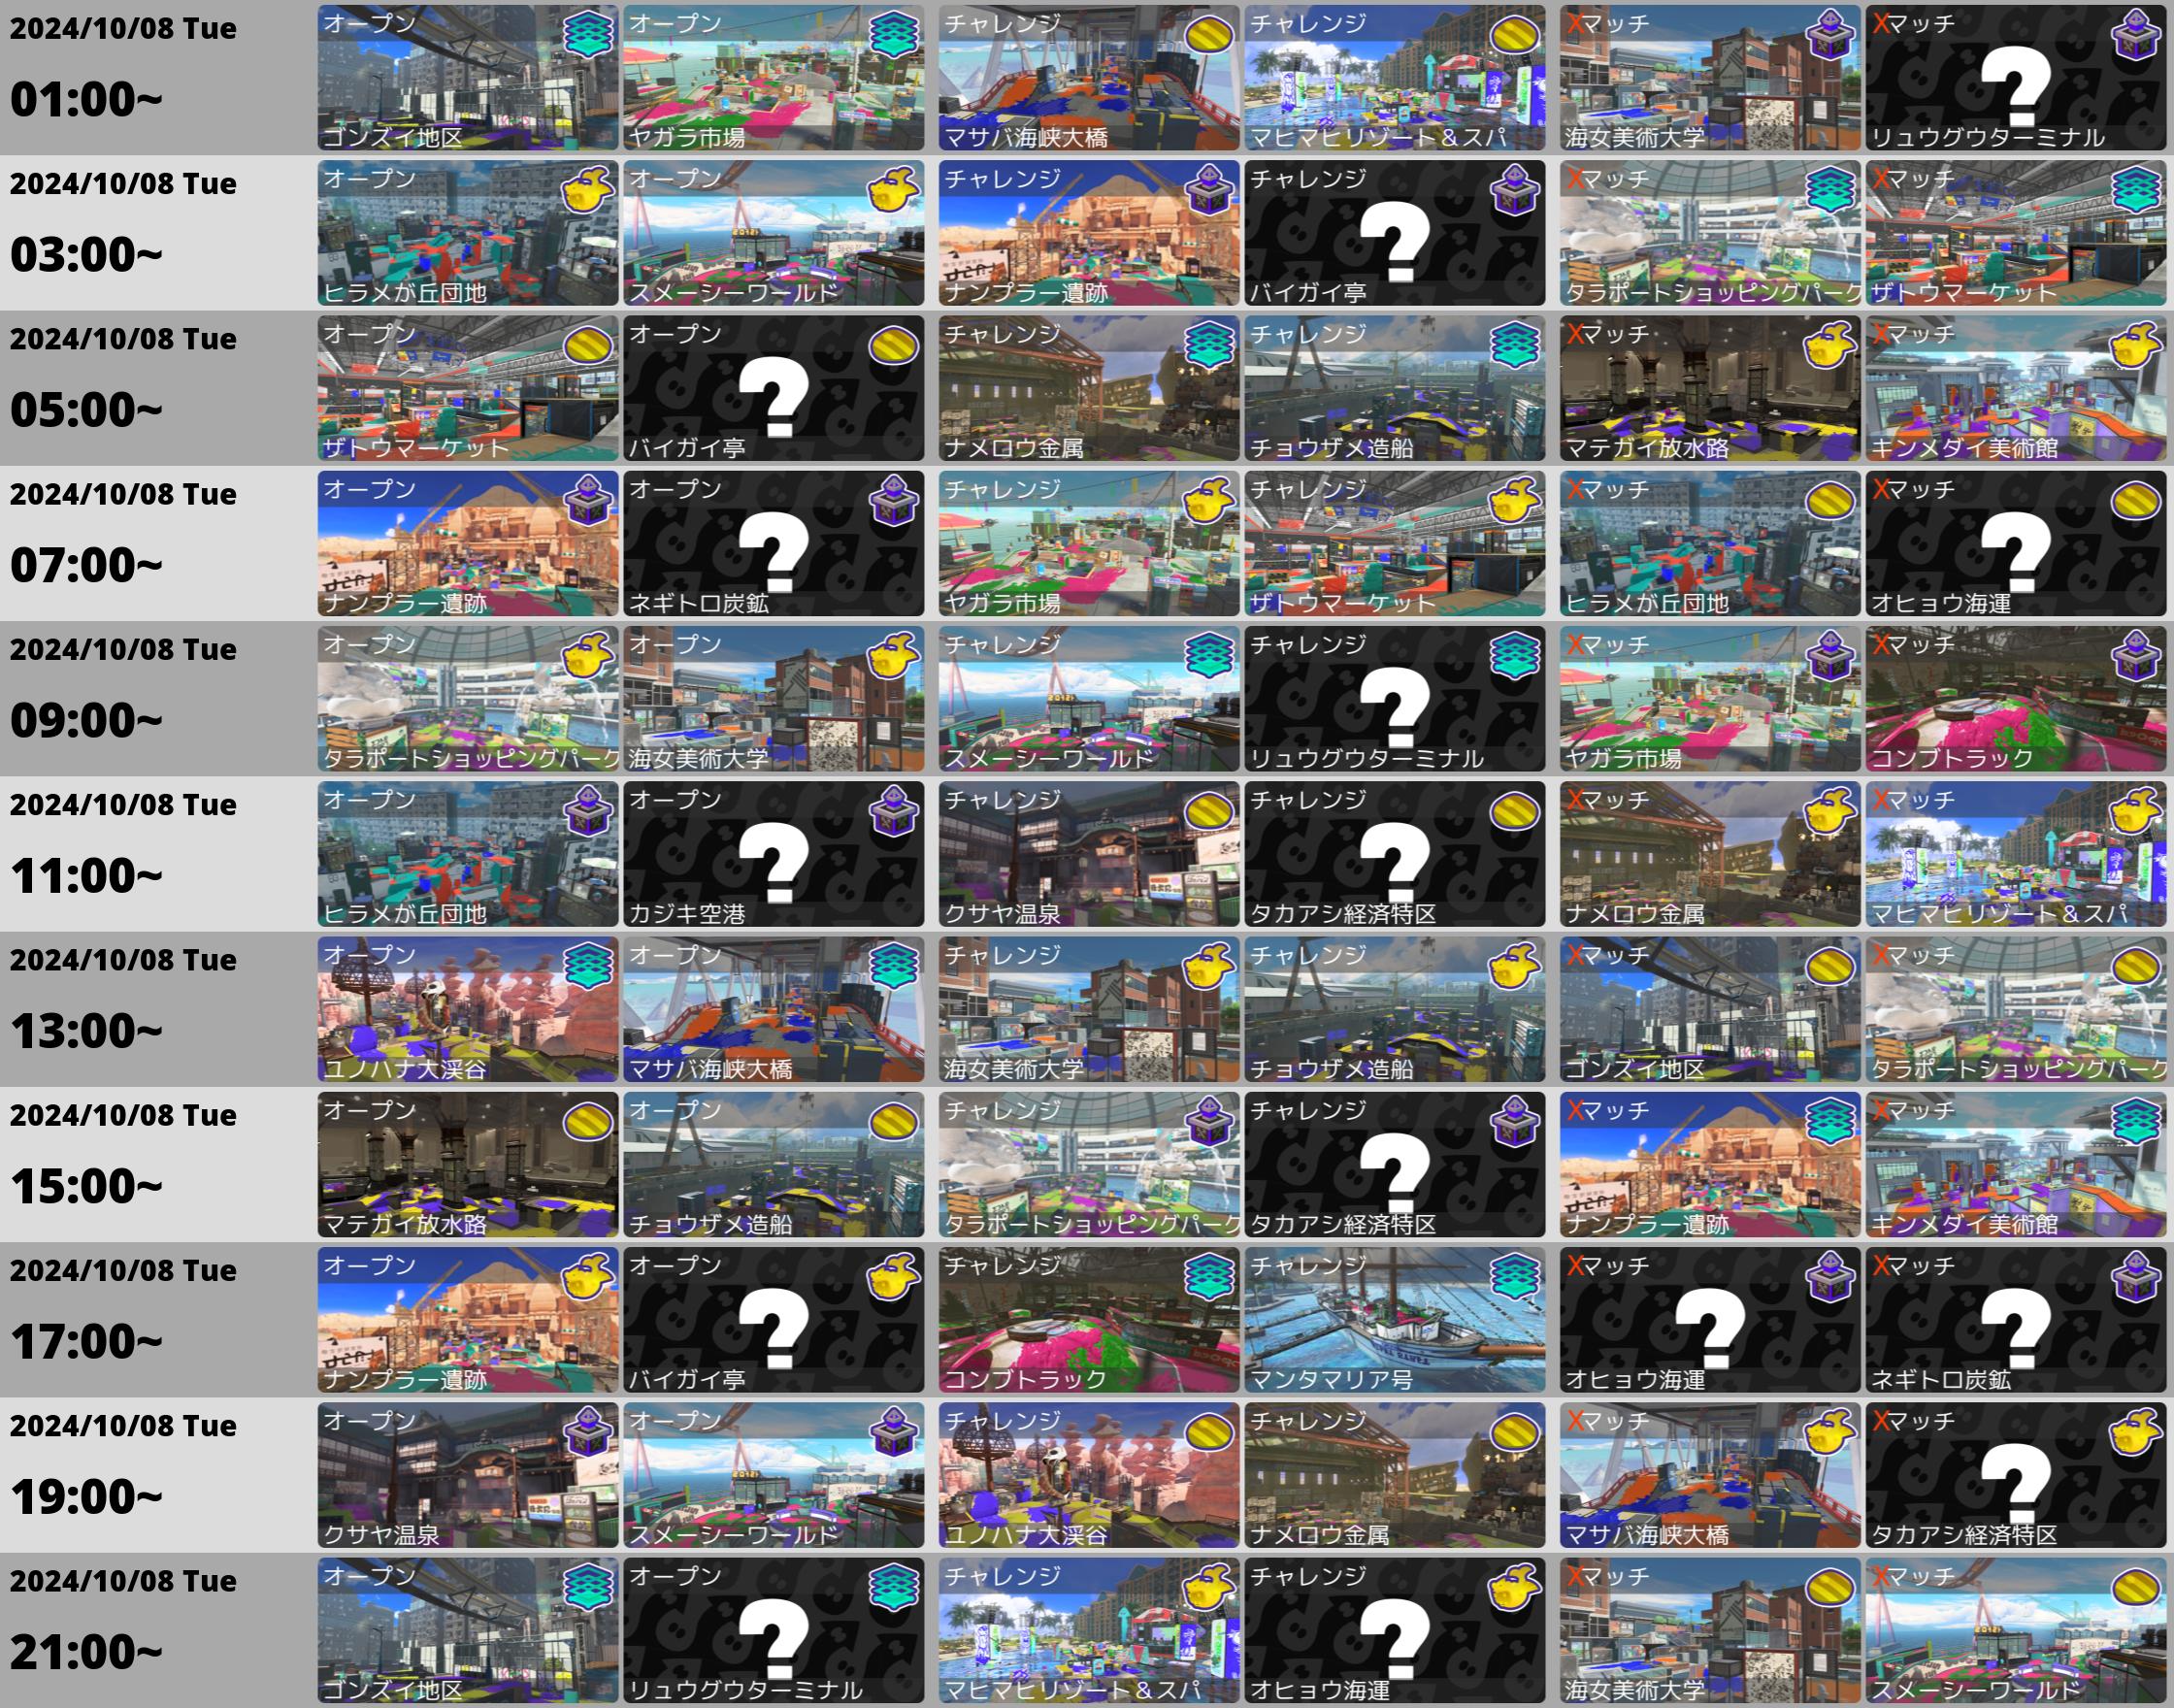 2024/10/08 Tue
01:00~
オープン
ゴンズイ地区
オープン
ヤガラ市場
チャレンジ
マサバ海峡大橋
チャレンジ
マヒマヒリゾート＆スパ
Xマッチ
海女美術大学
Xマッチ
?
リュウグウターミナル
2024/10/08 Tue
03:00~
オープン
ヒラメが丘団地
オープン
スメーシーワールド
チャレンジ
ナンプラー遺跡
チャレンジ
?
バイガイ亭
Xマッチ
タラポートショッピングパーク
Xマッチ
ザトウマーケット
2024/10/08 Tue
05:00~
オープン
ザトウマーケット
オープン
?
バイガイ亭
チャレンジ
ナメロウ金属
チャレンジ
チョウザメ造船
Xマッチ
マテガイ放水路
Xマッチ
キンメダイ美術館
2024/10/08 Tue
07:00~
オープン
ナンプラー遺跡
オープン
?
ネギトロ炭鉱
チャレンジ
ヤガラ市場
チャレンジ
ザトウマーケット
Xマッチ
ヒラメが丘団地
Xマッチ
?
オヒョウ海運
2024/10/08 Tue
09:00~
オープン
タラポートショッピングパーク
オープン
海女美術大学
チャレンジ
スメーシーワールド
チャレンジ
?
リュウグウターミナル
Xマッチ
ヤガラ市場
Xマッチ
コンブトラック
2024/10/08 Tue
11:00~
オープン
ヒラメが丘団地
オープン
?
カジキ空港
チャレンジ
クサヤ温泉
チャレンジ
?
タカアシ経済特区
Xマッチ
ナメロウ金属
Xマッチ
マヒマヒリゾート＆スパ
2024/10/08 Tue
13:00~
オープン
ユノハナ大渓谷
オープン
マサバ海峡大橋
チャレンジ
海女美術大学
チャレンジ
チョウザメ造船
Xマッチ
ゴンズイ地区
Xマッチ
タラポートショッピングパーク
2024/10/08 Tue
15:00~
オープン
マテガイ放水路
オープン
チョウザメ造船
チャレンジ
タラポートショッピングパーク
チャレンジ
?
タカアシ経済特区
Xマッチ
ナンプラー遺跡
Xマッチ
キンメダイ美術館
2024/10/08 Tue
17:00~
オープン
ナンプラー遺跡
オープン
?
バイガイ亭
チャレンジ
コンブトラック
チャレンジ
マンタマリア号
Xマッチ
?
オヒョウ海運
Xマッチ
?
ネギトロ炭鉱
2024/10/08 Tue
19:00~
オープン
クサヤ温泉
オープン
スメーシーワールド
チャレンジ
ユノハナ大渓谷
チャレンジ
ナメロウ金属
Xマッチ
マサバ海峡大橋
Xマッチ
?
タカアシ経済特区
2024/10/08 Tue
21:00~
オープン
ゴンズイ地区
オープン
?
リュウグウターミナル
チャレンジ
マヒマヒリゾート＆スパ
チャレンジ
?
オヒョウ海運
Xマッチ
海女美術大学
Xマッチ
スメーシーワールド